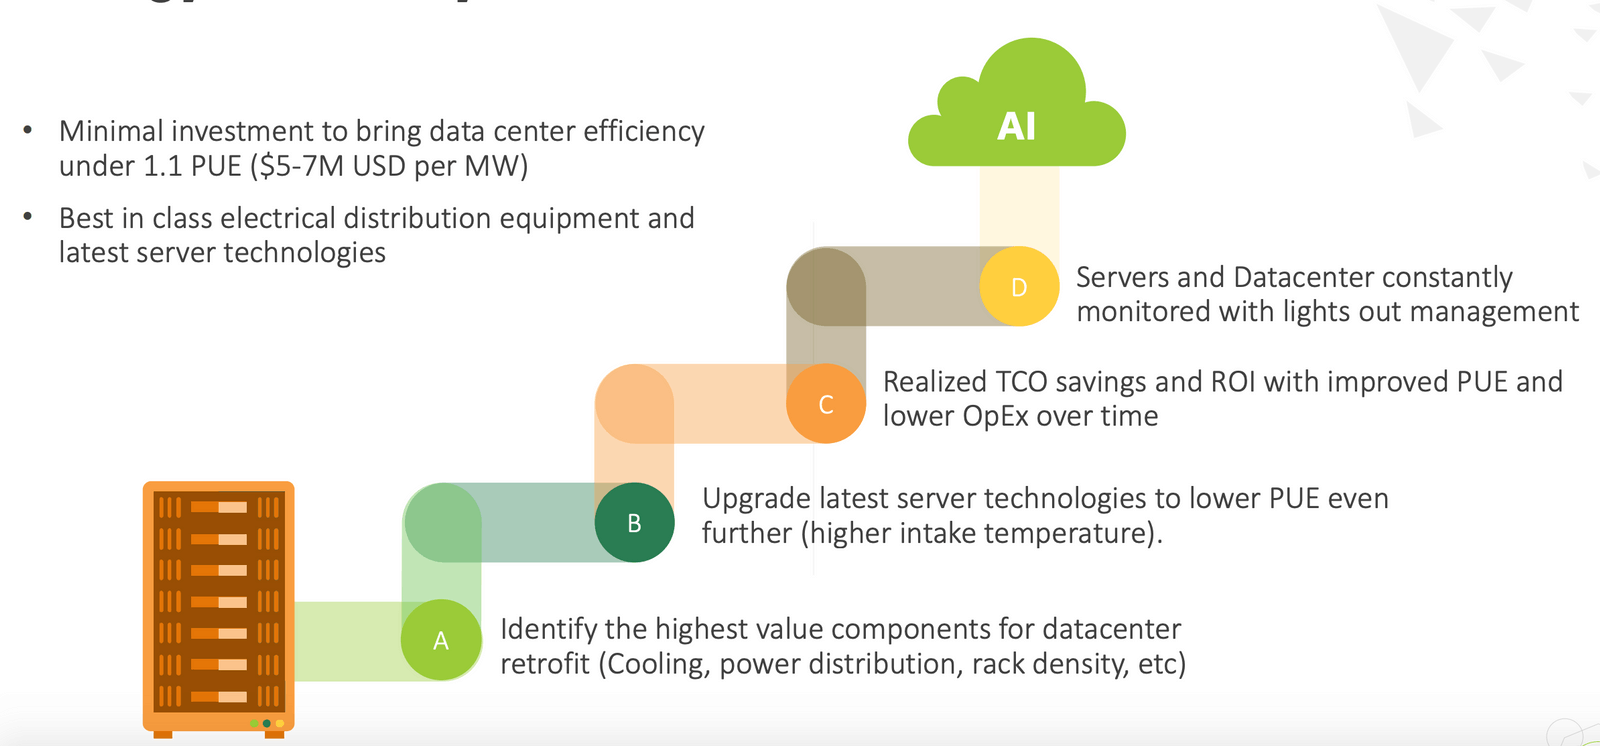 • Minimal investment to bring data center efficiency
under 1.1 PUE ($5-7M USD per MW)
• Best in class electrical distribution equipment and
latest server technologies
AI
D
Servers and Datacenter constantly
monitored with lights out management
C
Realized TCO savings and ROI with improved PUE and
lower OpEx over time
B
Upgrade latest server technologies to lower PUE even
further (higher intake temperature).
A
Identify the highest value components for datacenter
retrofit (Cooling, power distribution, rack density, etc)